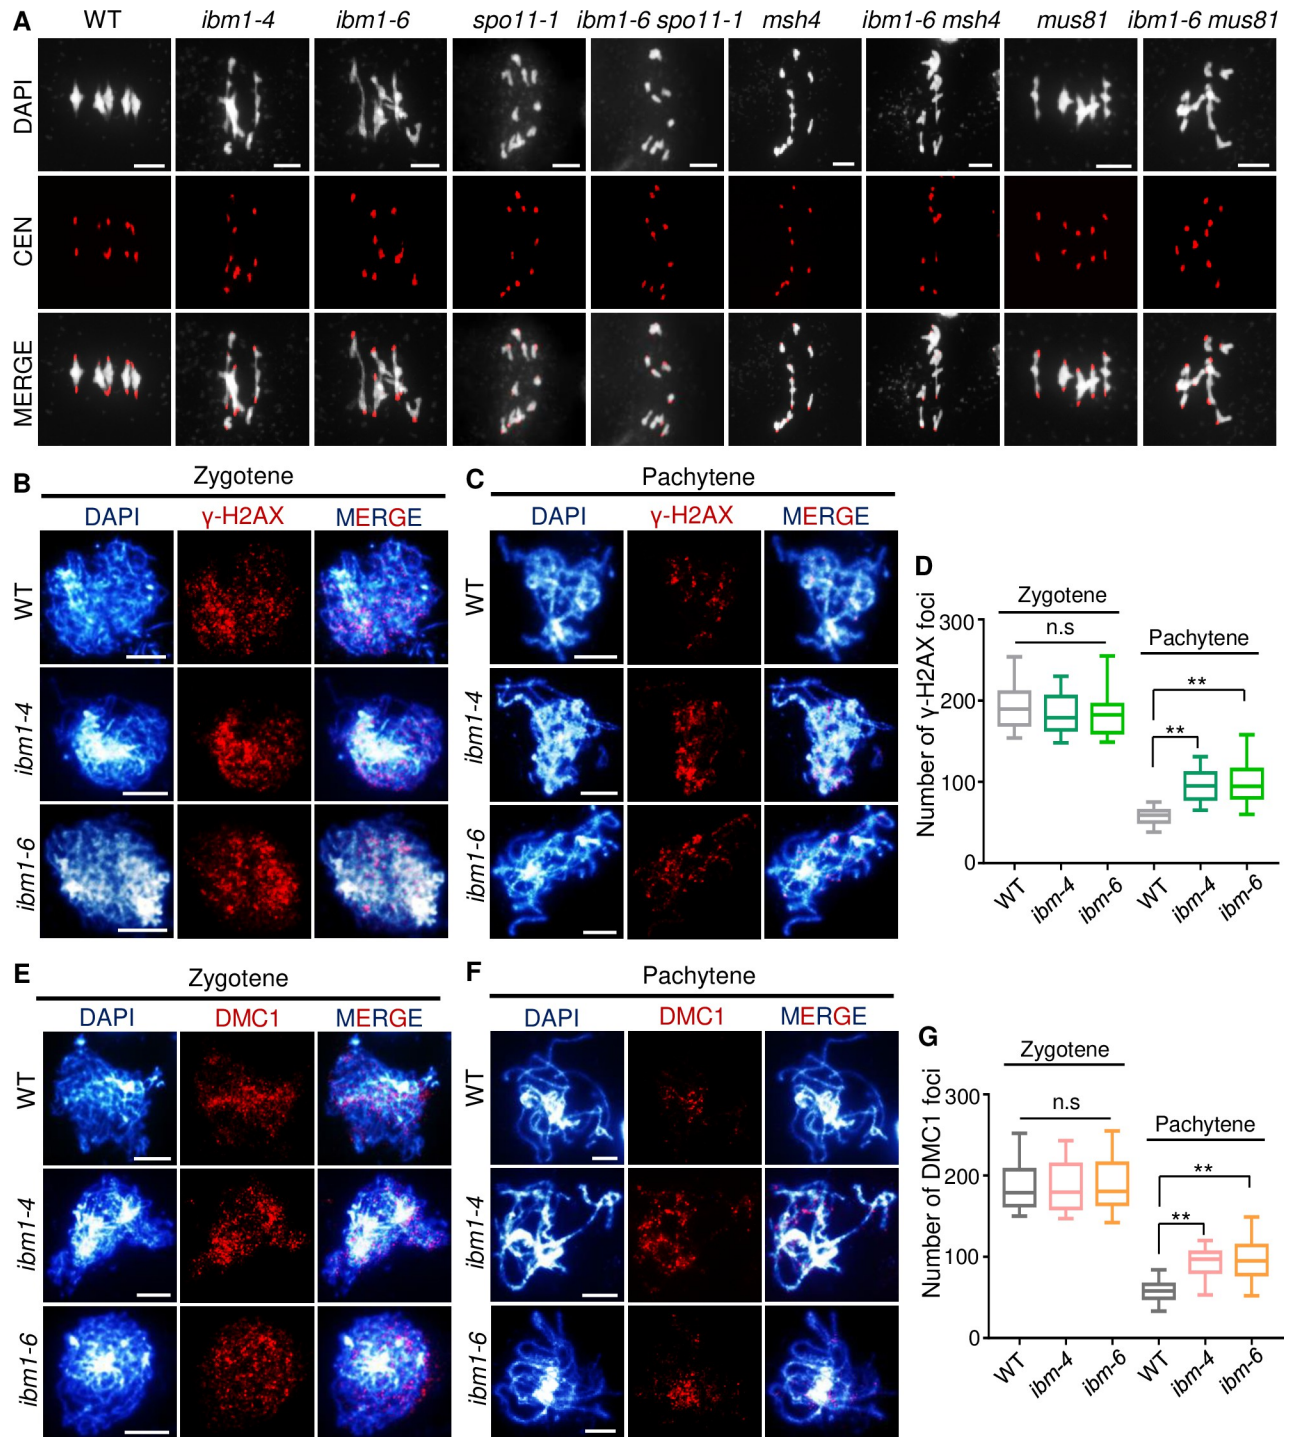 A WT ibm1-4 ibm1-6 spo11-1 ibm1-6 spo11-1 msh4 ibm1-6 msh4 mus81 ibm1-6 mus81
DAPI
CEN
MERGE
B Zygotene
DAPI γ-H2AX MERGE
WT
ibm1-4
ibm1-6
C Pachytene
DAPI γ-H2AX MERGE
WT
ibm1-4
ibm1-6
D
Number of γ-H2AX foci
Zygotene
300
n.s
Pachytene
200
**
**
100
0
WT ibm-4 ibm-6 WT ibm-4 ibm-6
E Zygotene
DAPI DMC1 MERGE
WT
ibm1-4
ibm1-6
F Pachytene
DAPI DMC1 MERGE
WT
ibm1-4
ibm1-6
G
Number of DMC1 foci
Zygotene
300
n.s
Pachytene
200
**
**
100
0
WT ibm-4 ibm-6 WT ibm-4 ibm-6